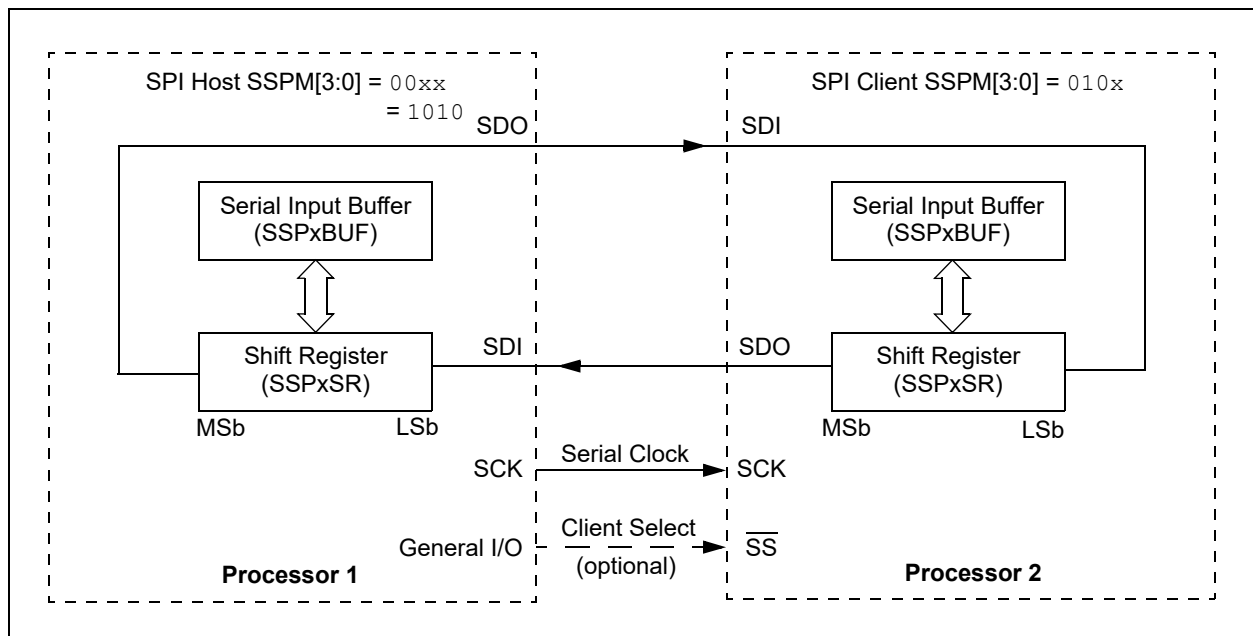 SPI Host SSPM[3:0] = 00xx
= 1010
SDO
Serial Input Buffer
(SSPxBUF)
Shift Register
(SSPxSR)
MSb
LSb
SDI
SCK
General I/O
Processor 1
Serial Clock
Client Select
(optional)
SPI Client SSPM[3:0] = 010x
SDI
Serial Input Buffer
(SSPxBUF)
SDO
Shift Register
(SSPxSR)
MSb
LSb
SCK
S̅S̅
Processor 2